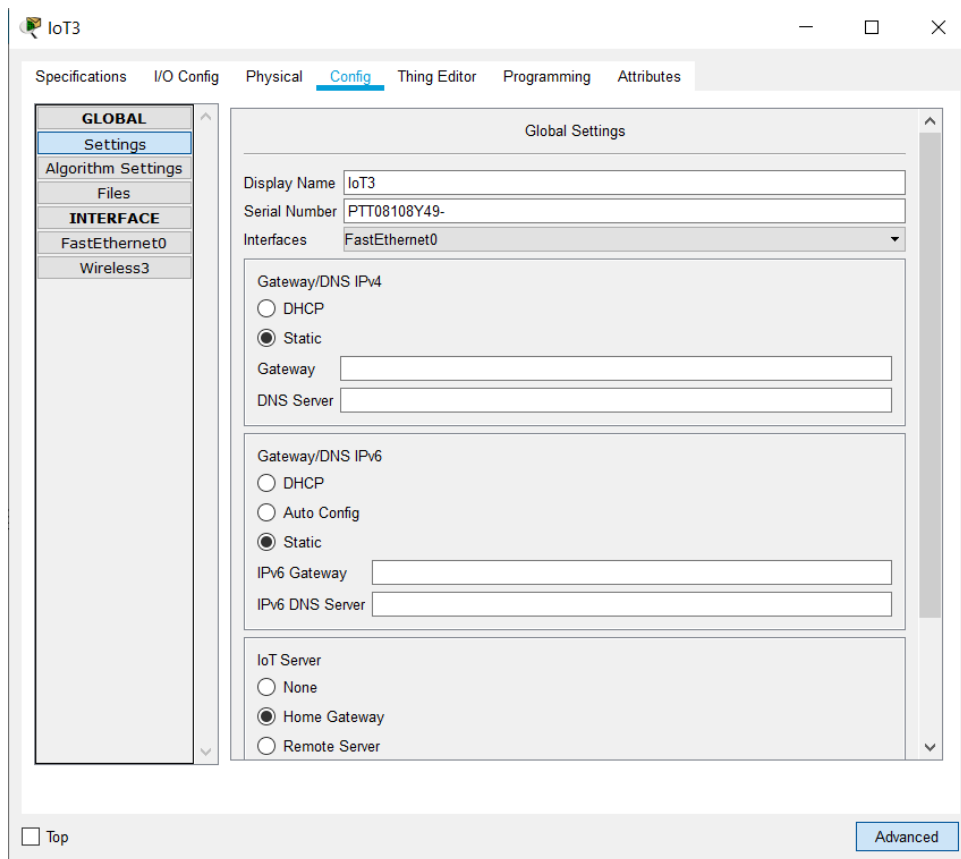 IoT3
Specifications I/O Config Physical Config Thing Editor Programming Attributes
GLOBAL
Settings
Algorithm Settings
Files
INTERFACE
FastEthernet0
Wireless3
Global Settings
Display Name IoT3
Serial Number PTT08108Y49-
Interfaces FastEthernet0
Gateway/DNS IPv4
DHCP
Static
Gateway
DNS Server
Gateway/DNS IPv6
DHCP
Auto Config
Static
IPv6 Gateway
IPv6 DNS Server
IoT Server
None
Home Gateway
Remote Server
Top
Advanced